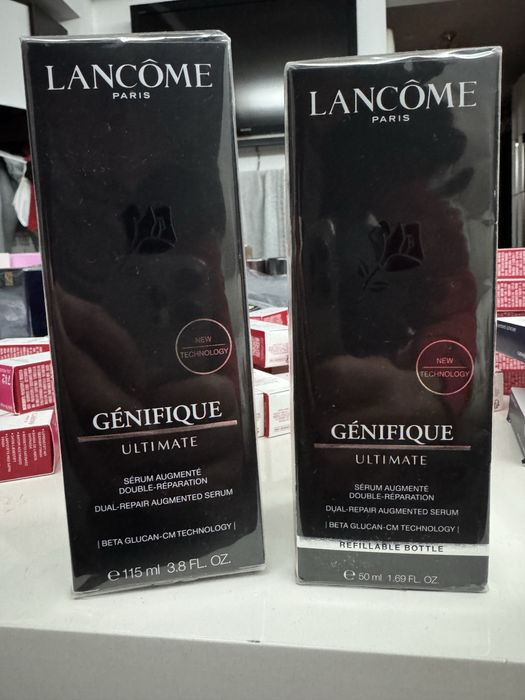 LANCÔME
PARIS
NEW
TECHNOLOGY
GÉNIFIQUE
ULTIMATE
SÉRUM AUGMENTÉ
DOUBLE-RÉPARATION
DUAL-REPAIR AUGMENTED SERUM
| BETA GLUCAN-CM TECHNOLOGY |
℮ 115 ml 3.8 FL. OZ.
LANCÔME
PARIS
NEW
TECHNOLOGY
GÉNIFIQUE
ULTIMATE
SÉRUM AUGMENTÉ
DOUBLE-RÉPARATION
DUAL-REPAIR AUGMENTED SERUM
| BETA GLUCAN-CM TECHNOLOGY |
REFILLABLE BOTTLE
℮ 50 ml 1.69 FL. OZ.